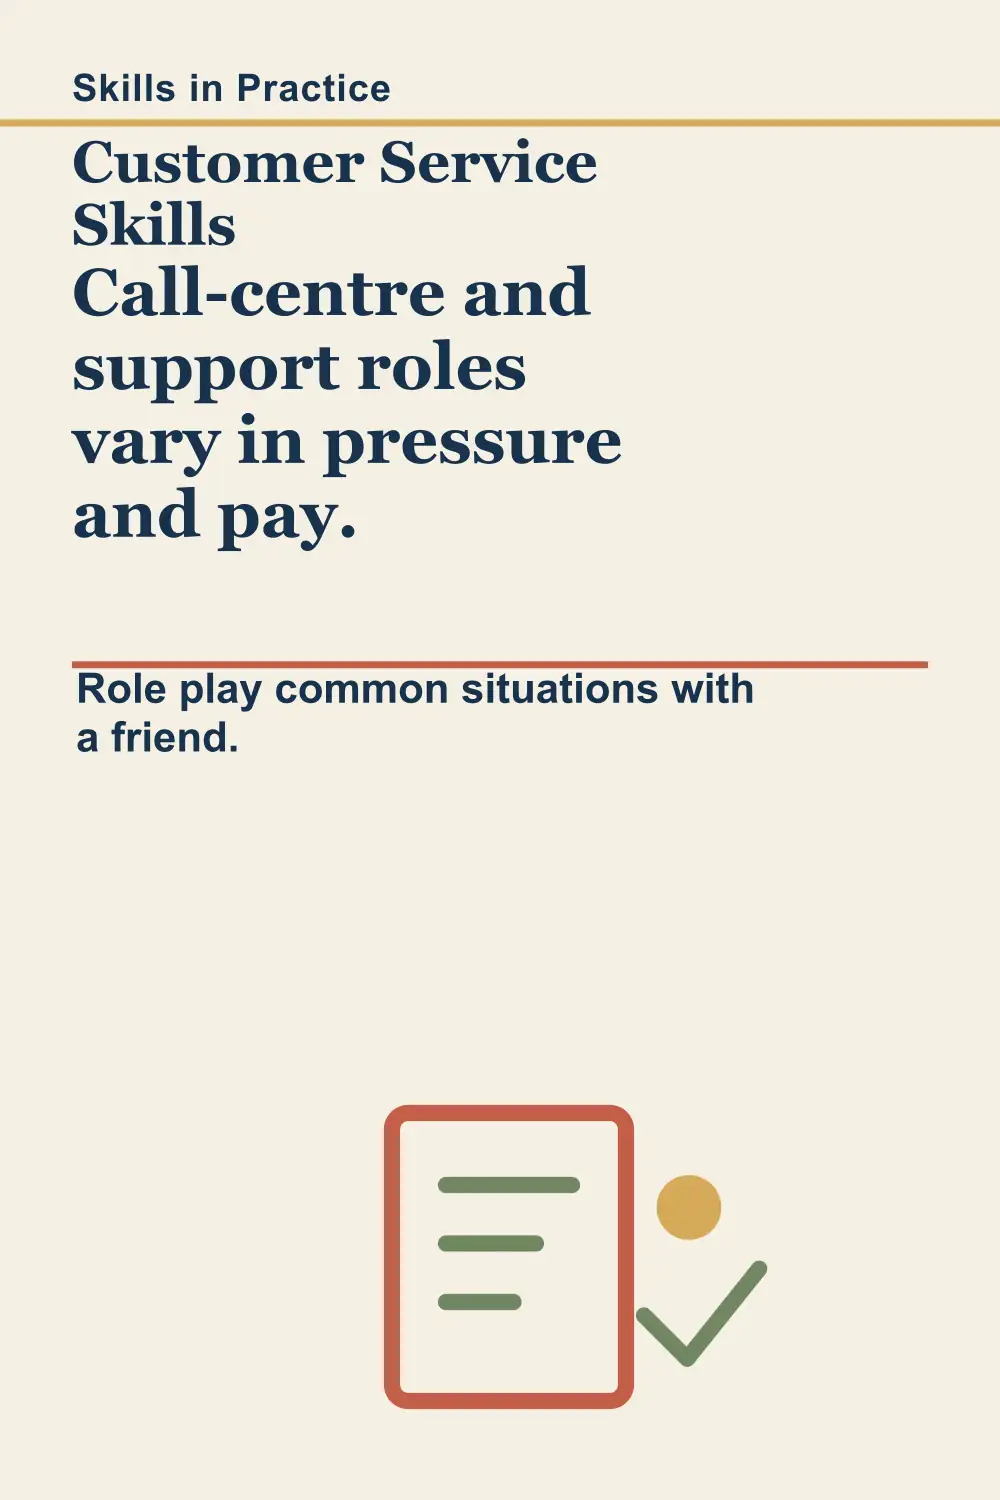 Skills in Practice
Customer Service
Skills
Call-centre and
support roles
vary in pressure
and pay.
Role play common situations with
a friend.